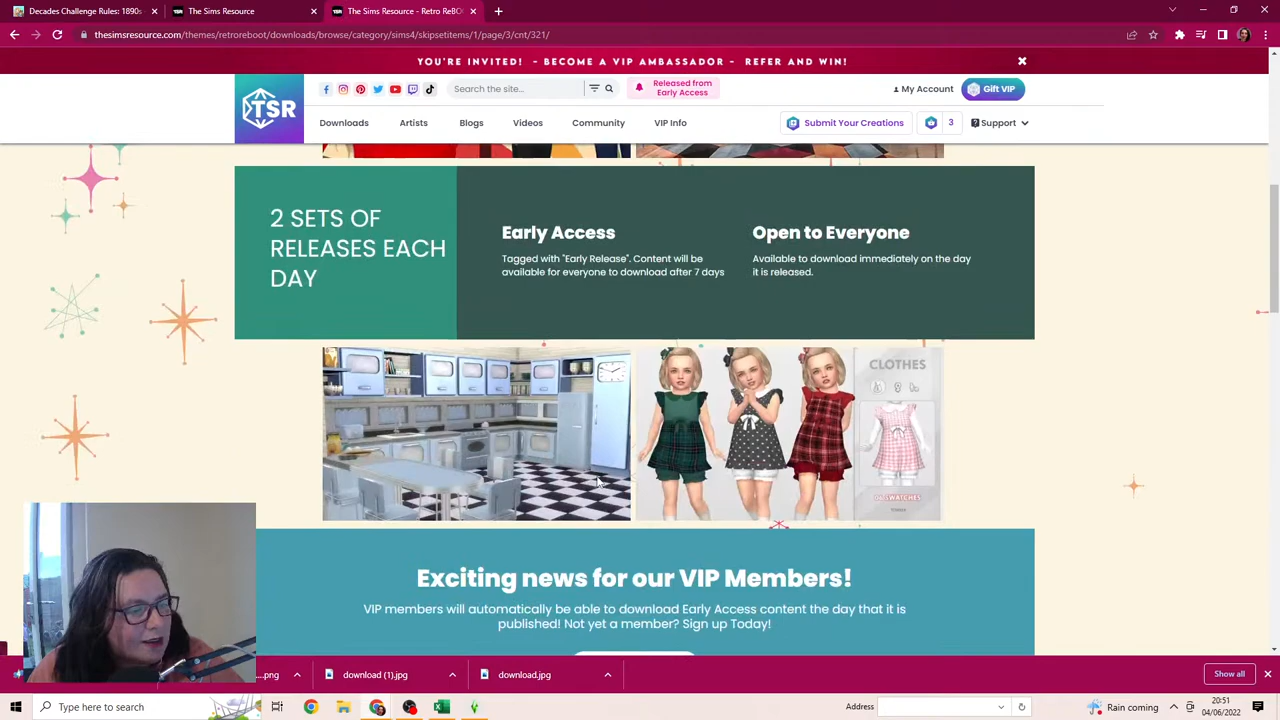 Decades Challenge Rules: 1890s
The Sims Resource
The Sims Resource - Retro ReBO
thesimsresource.com/themes/retroreboot/downloads/browse/category/sims4/skipsetitems/1/page/3/cnt/321/
YOU'RE INVITED! - BECOME A VIP AMBASSADOR - REFER AND WIN!
TSR
Search the site...
Released from
Early Access
My Account
Gift VIP
Downloads
Artists
Blogs
Videos
Community
VIP Info
Submit Your Creations
3
Support
2 SETS OF
RELEASES EACH
DAY
Early Access
Tagged with "Early Release". Content will be
available for everyone to download after 7 days
Open to Everyone
Available to download immediately on the day
it is released.
CLOTHES
SWATCHES
Exciting news for our VIP Members!
VIP members will automatically be able to download Early Access content the day that it is
published! Not yet a member? Sign up Today!
....png
download (1).jpg
download.jpg
Show all
Type here to search
Address
Rain coming
20:51
04/06/2022